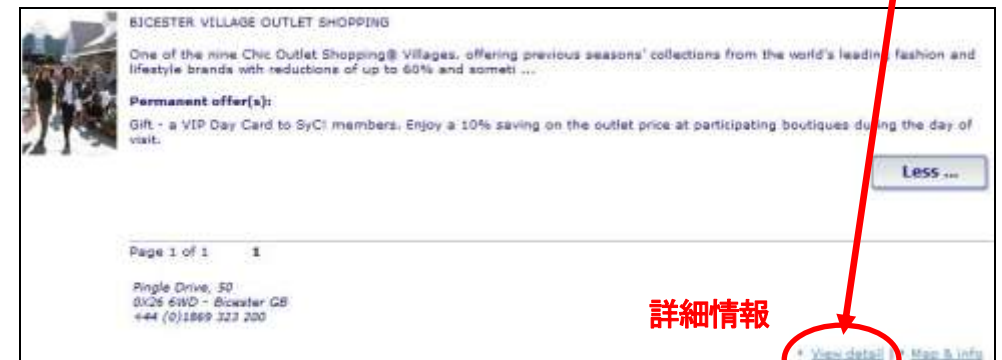 BICESTER VILLAGE OUTLET SHOPPING
One of the nine Chic Outlet Shopping® Villages, offering previous seasons' collections from the world's leading fashion and
lifestyle brands with reductions of up to 60% and someti ...
Permanent offer(s):
Gift - a VIP Day Card to SyC! members. Enjoy a 10% saving on the outlet price at participating boutiques during the day of
visit.
Less ...
Page 1 of 1 1
Pingle Drive, 50
OX26 6WD - Bicester GB
+44 (0)1869 323 200
詳細情報
View detail
Map & info